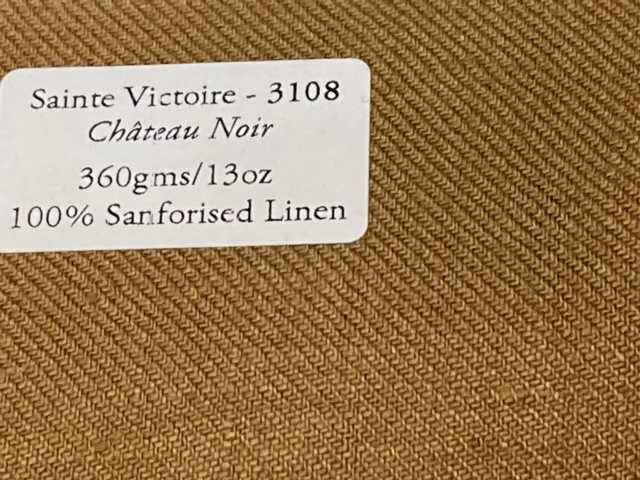 Sainte Victoire - 3108
Château Noir
360gms/13oz
100% Sanforised Linen